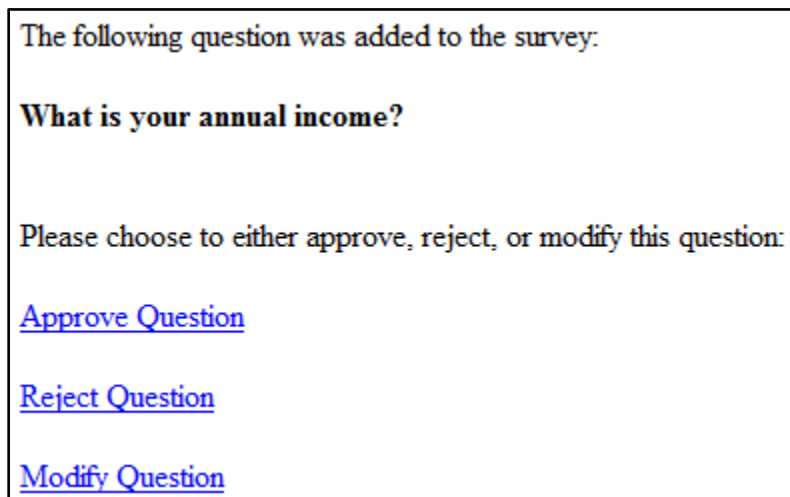 The following question was added to the survey:
What is your annual income?
Please choose to either approve, reject, or modify this question:
Approve Question
Reject Question
Modify Question